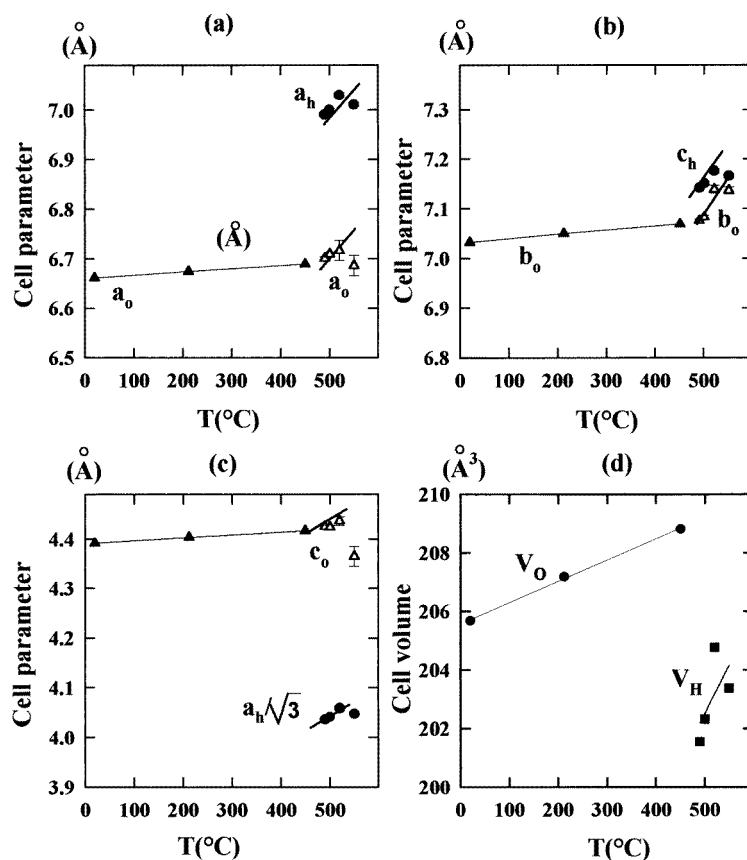 (Å) (a)
7.0
6.9
6.8
6.7
6.6
6.5
Cell parameter
a_h
(Å)
a_o
a_o
0 100 200 300 400 500
T(°C)
(Å) (b)
7.3
7.2
7.1
7.0
6.9
6.8
Cell parameter
c_h
b_o
b_o
0 100 200 300 400 500
T(°C)
(Å) (c)
4.4
4.3
4.2
4.1
4.0
3.9
Cell parameter
c_o
a_h/√3
0 100 200 300 400 500
T(°C)
(Å³) (d)
210
208
206
204
202
200
Cell volume
V_O
V_H
0 100 200 300 400 500
T(°C)